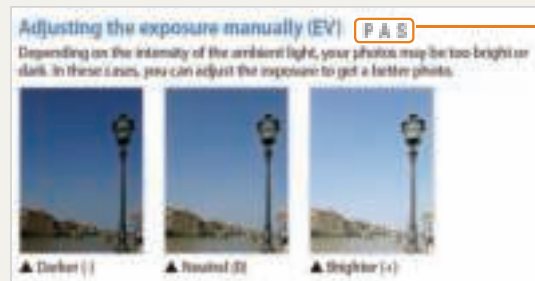 Adjusting the exposure manually (EV) P A S
Depending on the intensity of the ambient light, your photos may be too bright or
dark. In these cases, you can adjust the exposure to get a better photo.
▲ Darker (-)
▲ Neutral (0)
▲ Brighter (+)